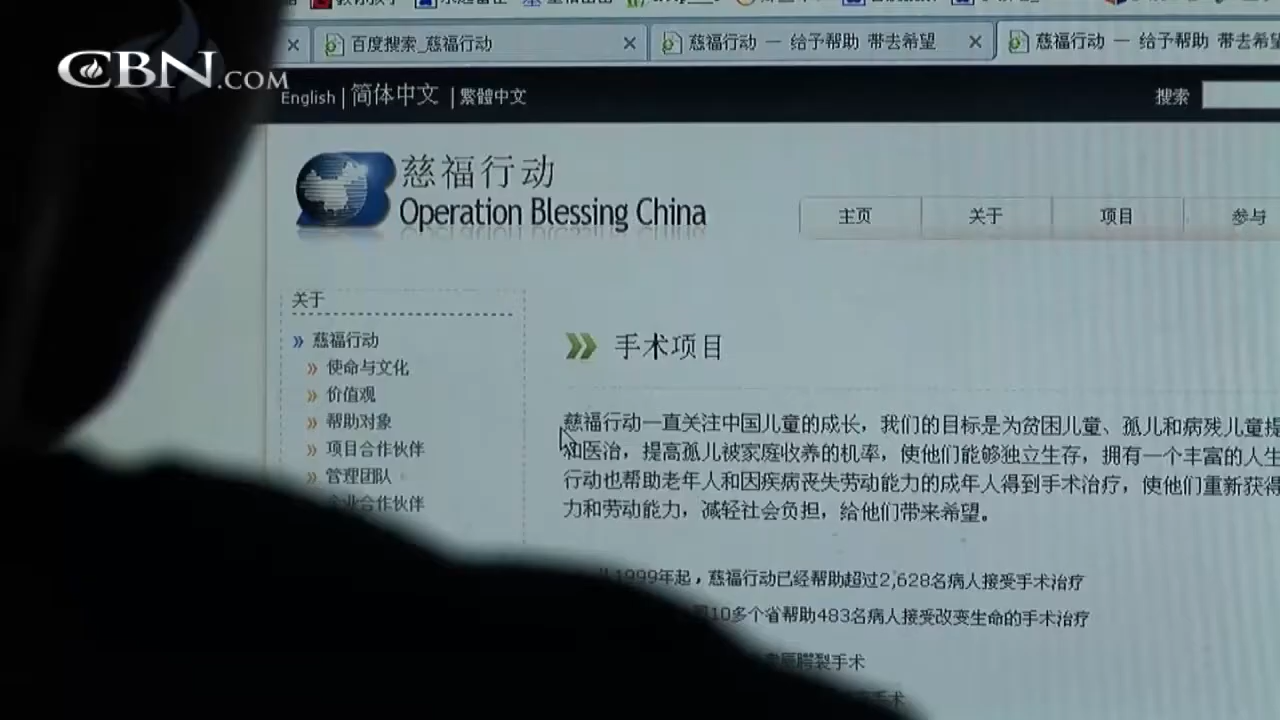 CBN.COM
百度搜索_慈福行动
慈福行动 — 给予帮助 带去希望
慈福行动 — 给予帮助 带去希望
English | 简体中文 | 繁體中文
搜索
慈福行动
Operation Blessing China
主页
关于
项目
参与
关于
» 慈福行动
» 使命与文化
» 价值观
» 帮助对象
» 项目合作伙伴
» 管理团队
企业合作伙伴
手术项目
慈福行动一直关注中国儿童的成长，我们的目标是为贫困儿童、孤儿和病残儿童提
和医治，提高孤儿被家庭收养的机率，使他们能够独立生存，拥有一个丰富的人生
行动也帮助老年人和因疾病丧失劳动能力的成年人得到手术治疗，使他们重新获得
力和劳动能力，减轻社会负担，给他们带来希望。
1999年起，慈福行动已经帮助超过2,628名病人接受手术治疗
10多个省帮助483名病人接受改变生命的手术治疗
唇腭裂手术
手术